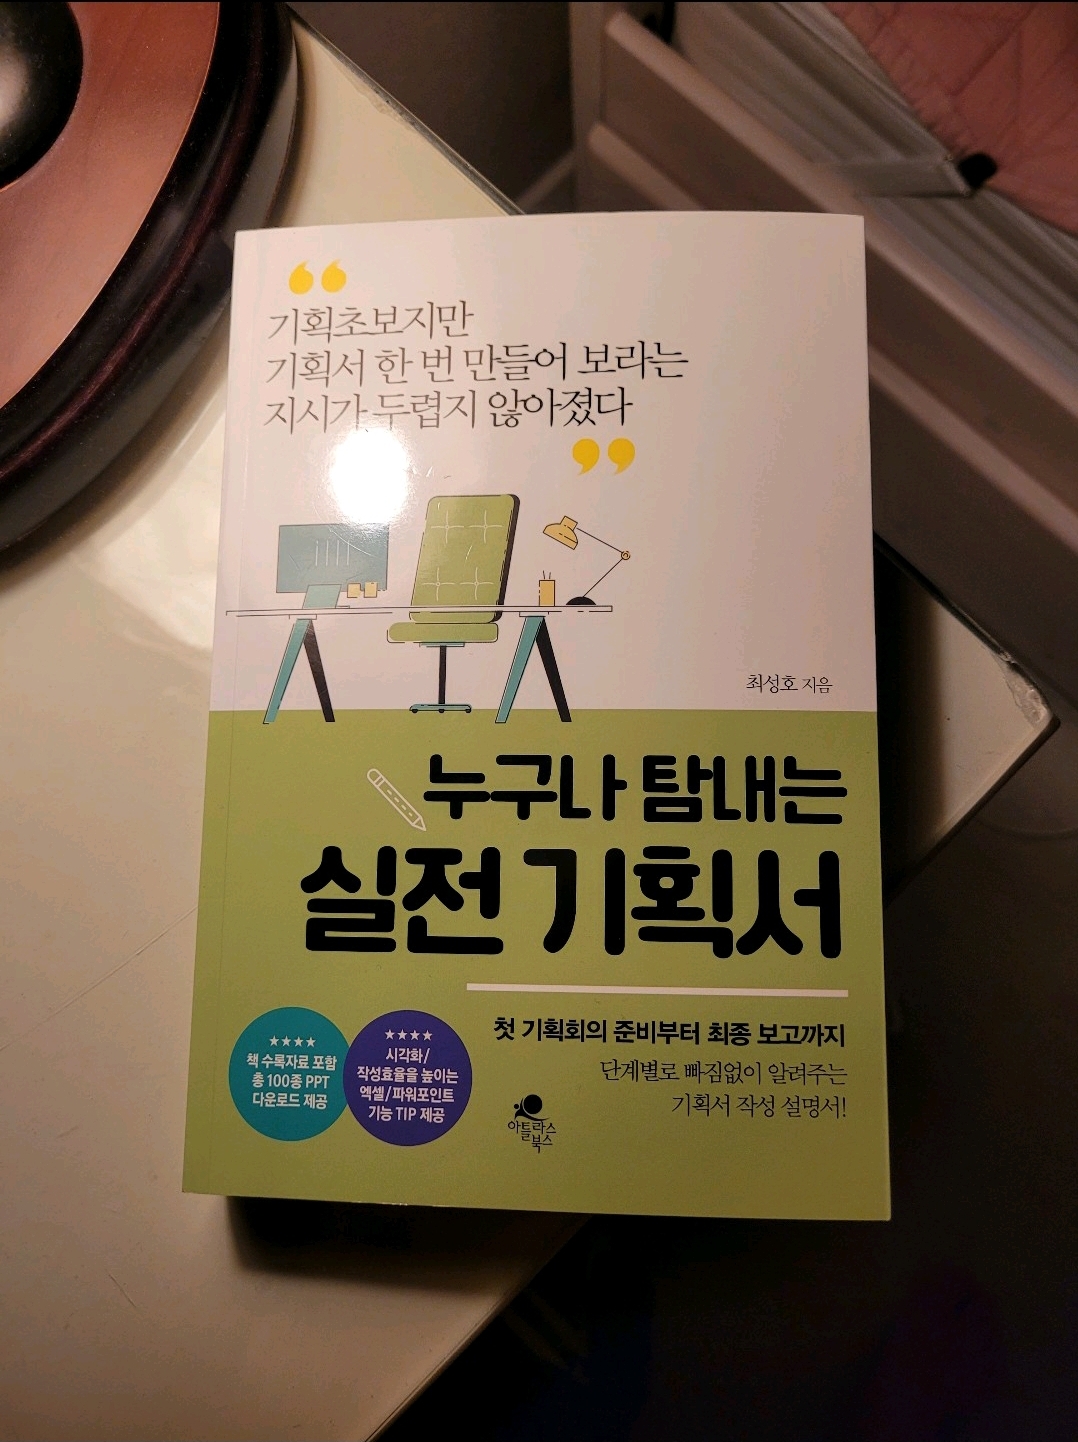 “
기획초보지만
기획서 한 번 만들어 보라는
지시가 두렵지 않아졌다
”
최성호 지음
누구나 탐내는
실전 기획서
첫 기획회의 준비부터 최종 보고까지
단계별로 빠짐없이 알려주는
기획서 작성 설명서!
★★★★
책 수록자료 포함
총 100종 PPT
다운로드 제공
★★★★
시각화/
작성효율을 높이는
엑셀/파워포인트
기능 TIP 제공
아틀라스
북스